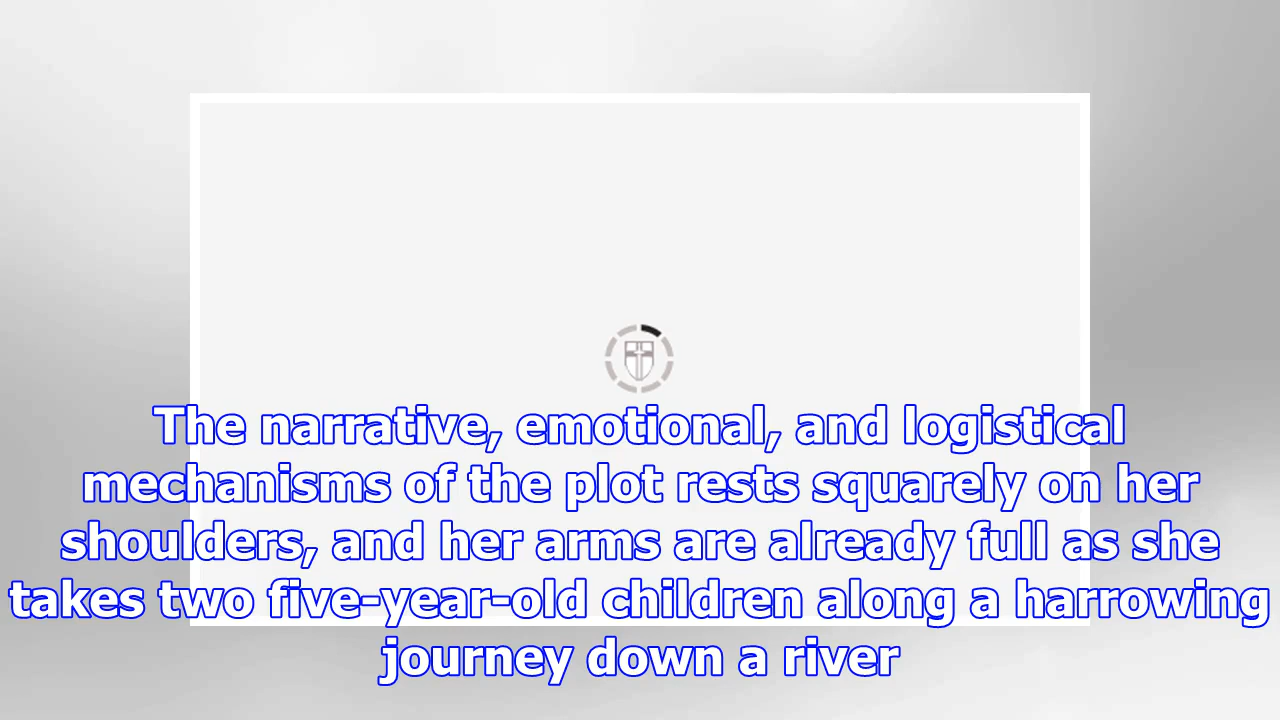 The narrative, emotional, and logistical
mechanisms of the plot rests squarely on her
shoulders, and her arms are already full as she
takes two five-year-old children along a harrowing
journey down a river